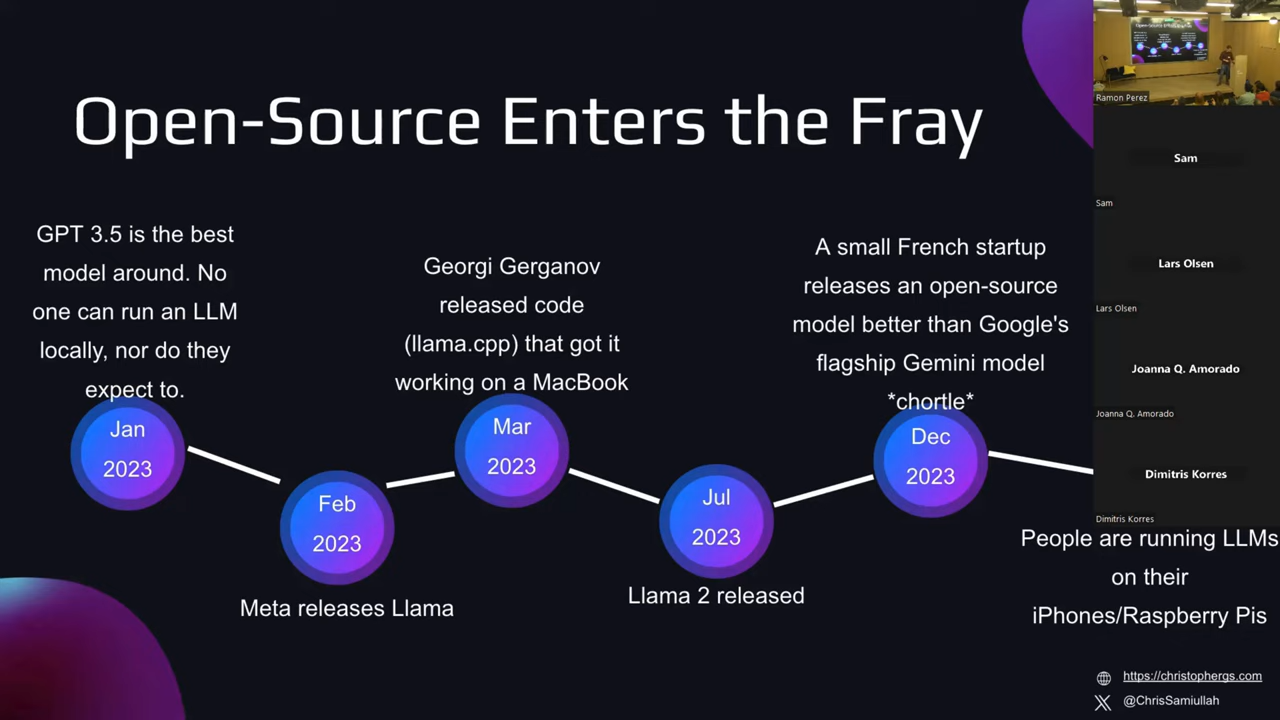 Open-Source Enters the Fray
GPT 3.5 is the best
model around. No
one can run an LLM
locally, nor do they
expect to.
Jan
2023
Feb
2023
Meta releases Llama
Georgi Gerganov
released code
(llama.cpp) that got it
working on a MacBook
Mar
2023
Jul
2023
Llama 2 released
A small French startup
releases an open-source
model better than Google's
flagship Gemini model
*chortle*
Dec
2023
People are running LLMs
on their
iPhones/Raspberry Pis
https://christophergs.com
@ChrisSamiullah
Ramon Perez
Sam
Sam
Lars Olsen
Lars Olsen
Joanna Q. Amorado
Joanna Q. Amorado
Dimitris Korres
Dimitris Korres